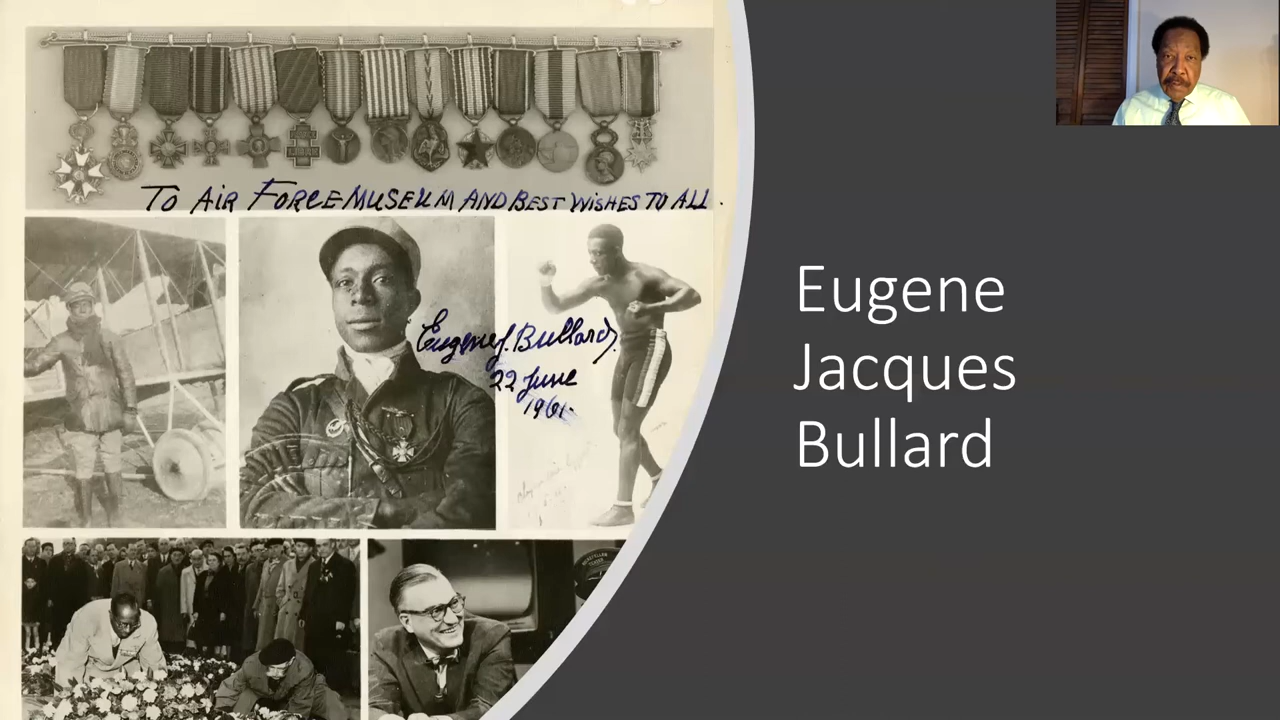 TO AIR FORCE MUSEUM AND BEST WISHES TO ALL.
Eugene J. Bullard
22 June
1961
Eugene
Jacques
Bullard